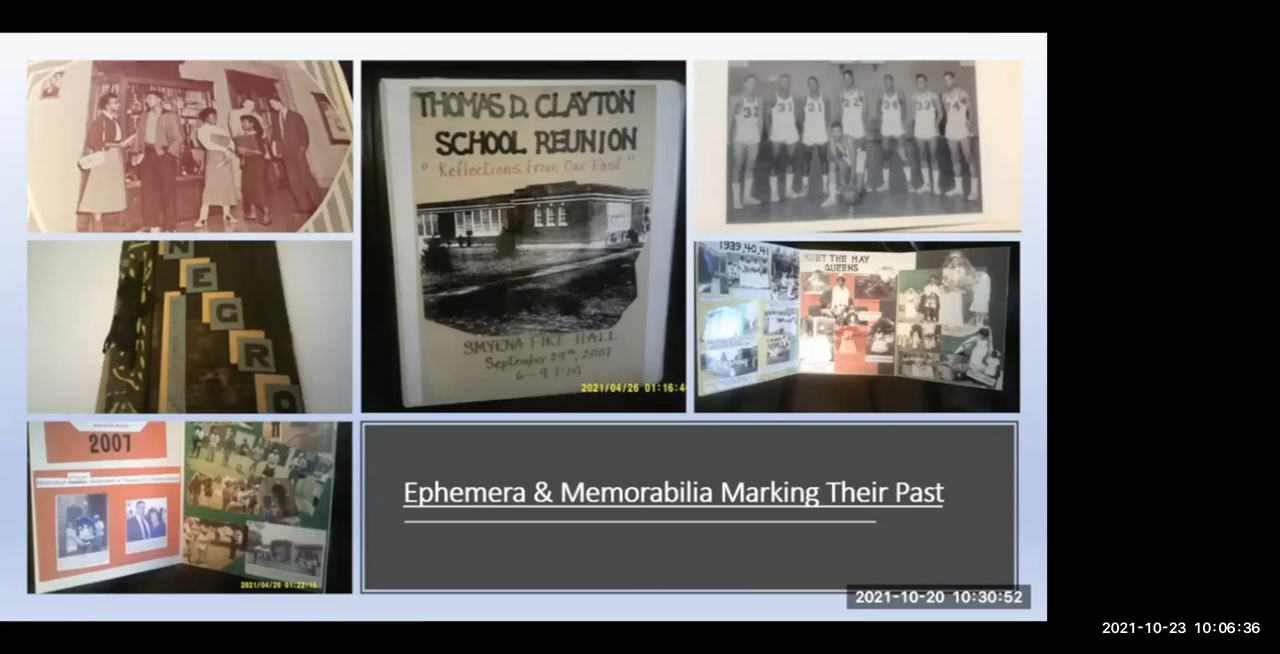 THOMAS D. CLAYTON
SCHOOL REUNION
"Reflections from Our Past"
SMYRNA FIRE HALL
September 29th, 2001
6-9 P.M
2021/04/26 01:16:4
32
31
21
22
34
33
24
NEGRO
1939,40,41
MEET THE MAY
QUEENS
2007
2021/04/26 01:22:15
Ephemera & Memorabilia Marking Their Past
2021-10-20 10:30:52
2021-10-23 10:06:36